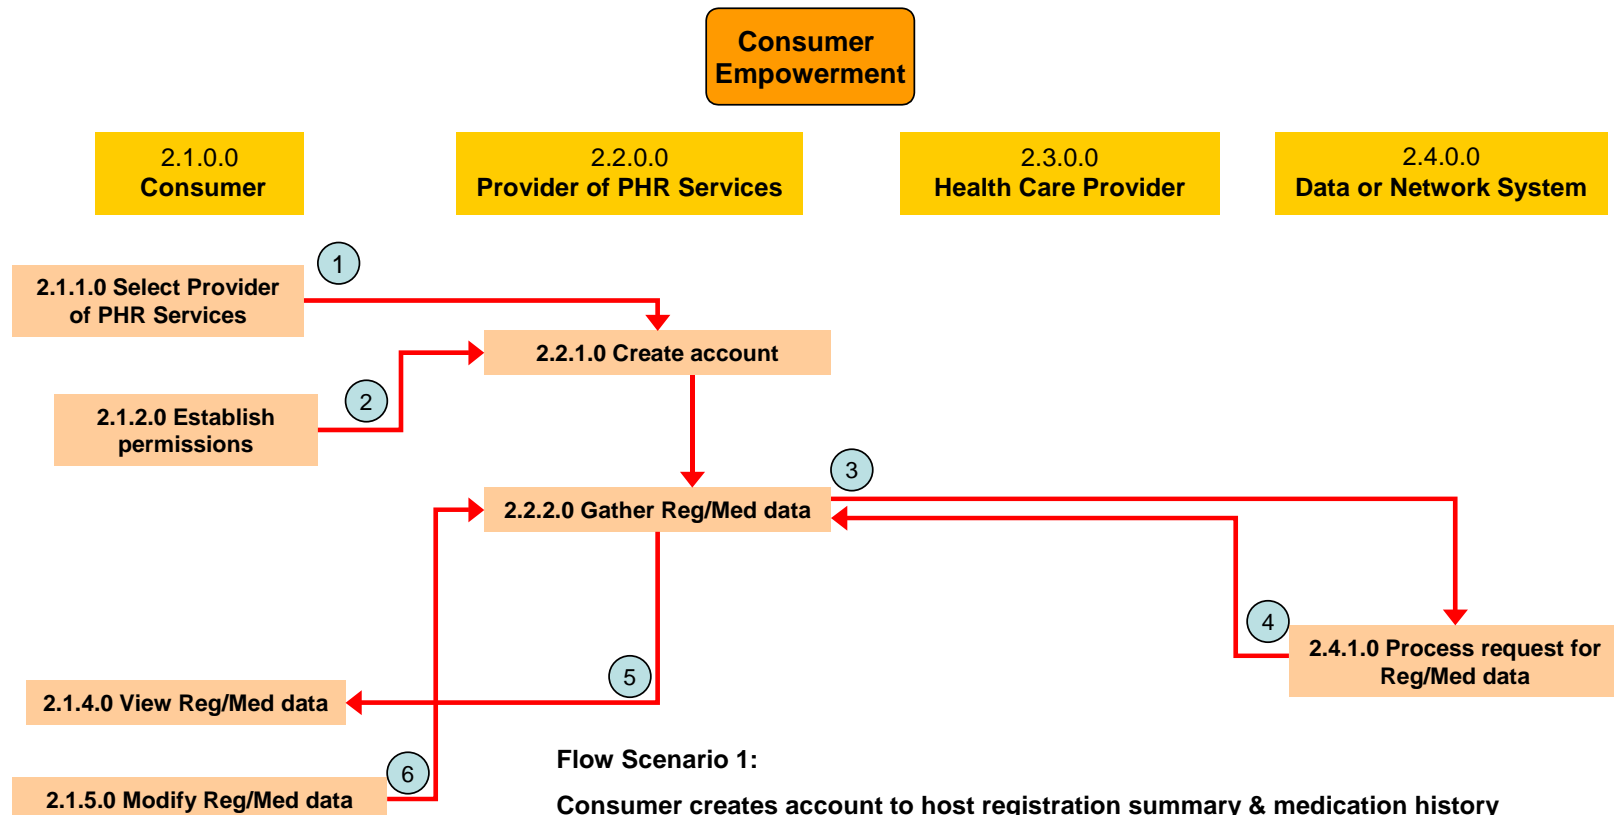 Consumer
Empowerment
2.1.0.0
Consumer
2.2.0.0
Provider of PHR Services
2.3.0.0
Health Care Provider
2.4.0.0
Data or Network System
1
2.1.1.0 Select Provider
of PHR Services
2.2.1.0 Create account
2
2.1.2.0 Establish
permissions
3
2.2.2.0 Gather Reg/Med data
4
2.4.1.0 Process request for
Reg/Med data
5
2.1.4.0 View Reg/Med data
6
2.1.5.0 Modify Reg/Med data
Flow Scenario 1:
Consumer creates account to host registration summary & medication history